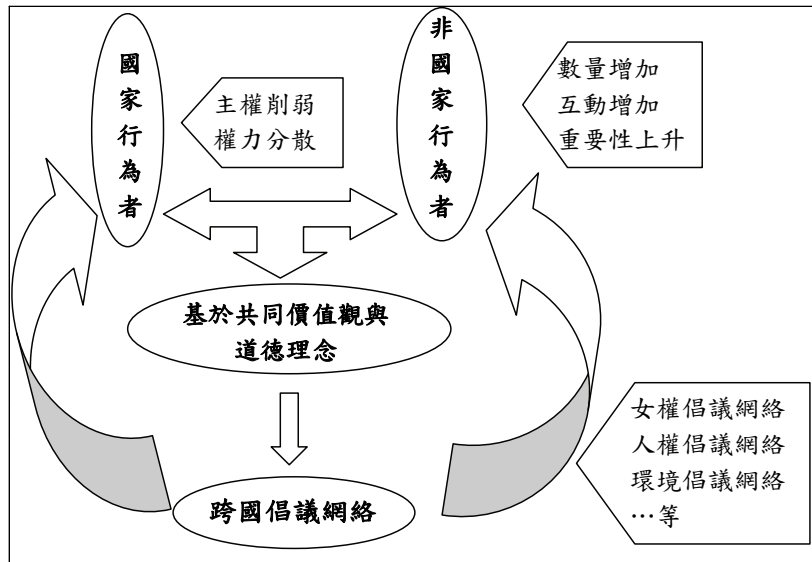 國家行為者
主權削弱
權力分散
非國家行為者
數量增加
互動增加
重要性上升
基於共同價值觀與
道德理念
女權倡議網絡
人權倡議網絡
環境倡議網絡
…等
跨國倡議網絡